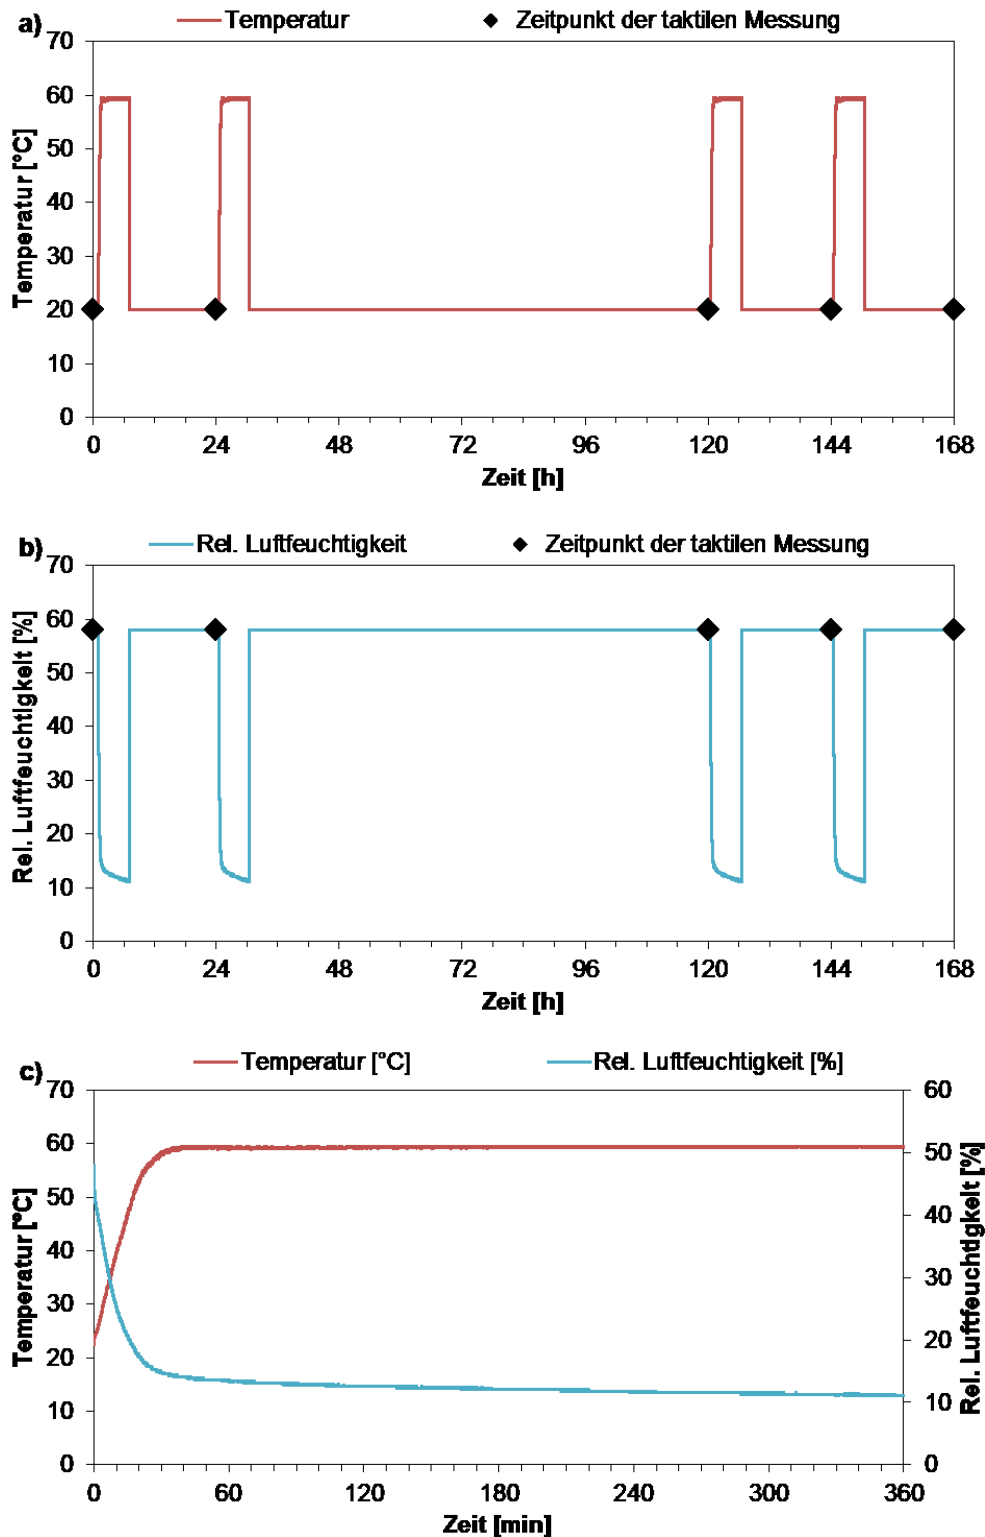 a)
Temperatur
Zeitpunkt der taktilen Messung
70
60
50
40
30
20
10
0
Temperatur [°C]
0 24 48 72 96 120 144 168
Zeit [h]
b)
Rel. Luftfeuchtigkeit
Zeitpunkt der taktilen Messung
70
60
50
40
30
20
10
0
Rel. Luftfeuchtigkeit [%]
0 24 48 72 96 120 144 168
Zeit [h]
c)
Temperatur [°C]
Rel. Luftfeuchtigkeit [%]
70
60
50
40
30
20
10
0
Temperatur [°C]
60
50
40
30
20
10
0
Rel. Luftfeuchtigkeit [%]
0 60 120 180 240 300 360
Zeit [min]